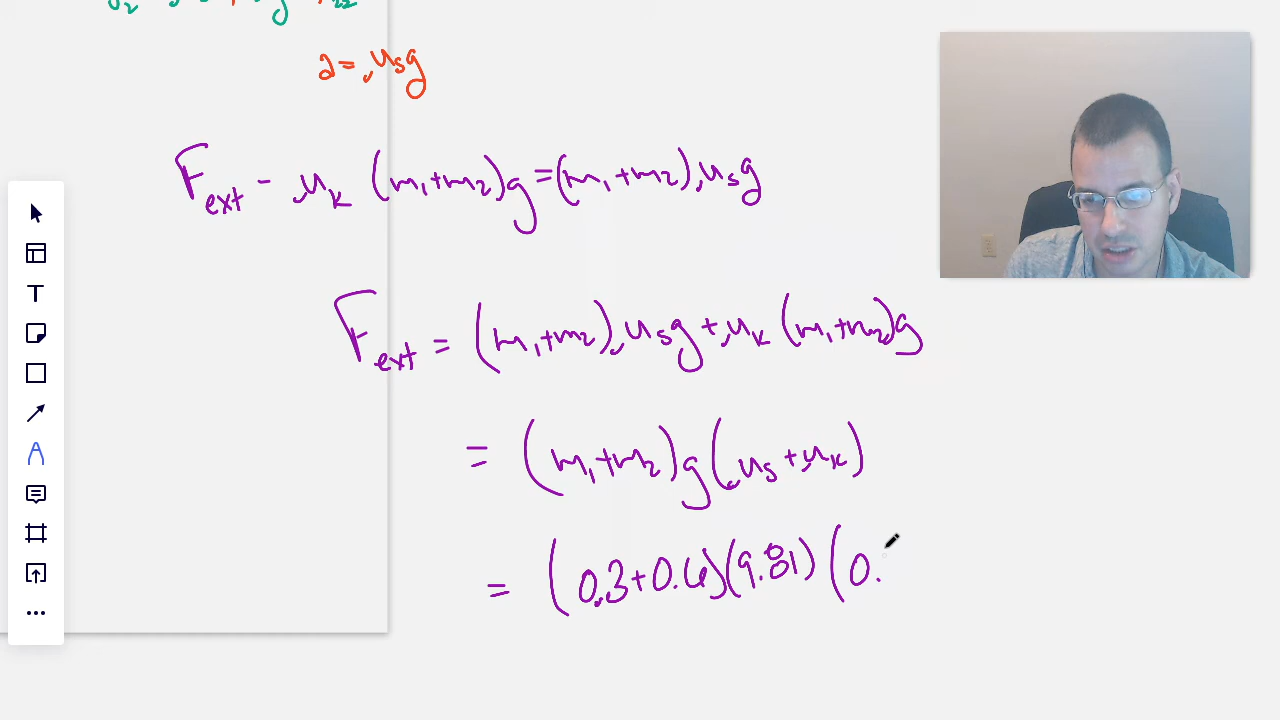 a = μsg
Fext - μk (m1+m2)g = (m1+m2)μsg
Fext = (m1+m2)μsg + μk (m1+m2)g
= (m1+m2)g(μs+μk)
= (0.3+0.6)(9.81)(0.
T